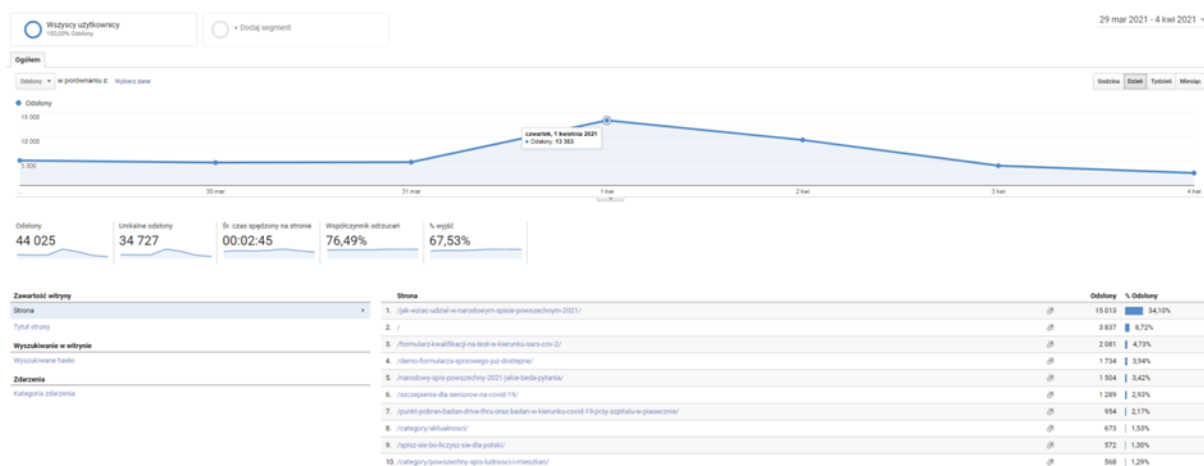 Wszyscy użytkownicy
100,00% Odsłony
+ Dodaj segment
29 mar 2021 - 4 kwi 2021
Ogółem
Odsłony w porównaniu z: Wybierz dane
Godzina Dzień Tydzień Miesiąc
Odsłony
15 000
10 000
5 000
czwartek, 1 kwietnia 2021
Odsłony: 13 353
...
30 mar
31 mar
1 kwi
2 kwi
3 kwi
4 kwi
Odsłony
44 025
Unikalne odsłony
34 727
Śr. czas spędzony na stronie
00:02:45
Współczynnik odrzuceń
76,49%
% wyjść
67,53%
Zawartość witryny
Strona
Tytuł strony
Wyszukiwanie w witrynie
Wyszukiwane hasło
Zdarzenia
Kategoria zdarzenia
Strona Odsłony % Odsłony
1. /jak-wziac-udzial-w-narodowym-spisie-powszechnym-2021/ 15 013 34,10%
2. / 3 837 8,72%
3. /formularz-kwalifikacji-na-test-w-kierunku-sars-cov-2/ 2 081 4,73%
4. /demo-formularza-spisowego-juz-dostepne/ 1 734 3,94%
5. /narodowy-spis-powszechny-2021-jakie-beda-pytania/ 1 504 3,42%
6. /szczepienia-dla-seniorow-na-covid-19/ 1 289 2,93%
7. /punkt-pobran-badan-drive-thru-oraz-badan-w-kierunku-covid-19-przy-szpitalu-w-piasecznie/ 954 2,17%
8. /category/aktualnosci/ 673 1,53%
9. /spisz-sie-bo-liczysz-sie-dla-polski/ 572 1,30%
10. /category/powszechny-spis-ludnosci-i-mieszkan/ 568 1,29%